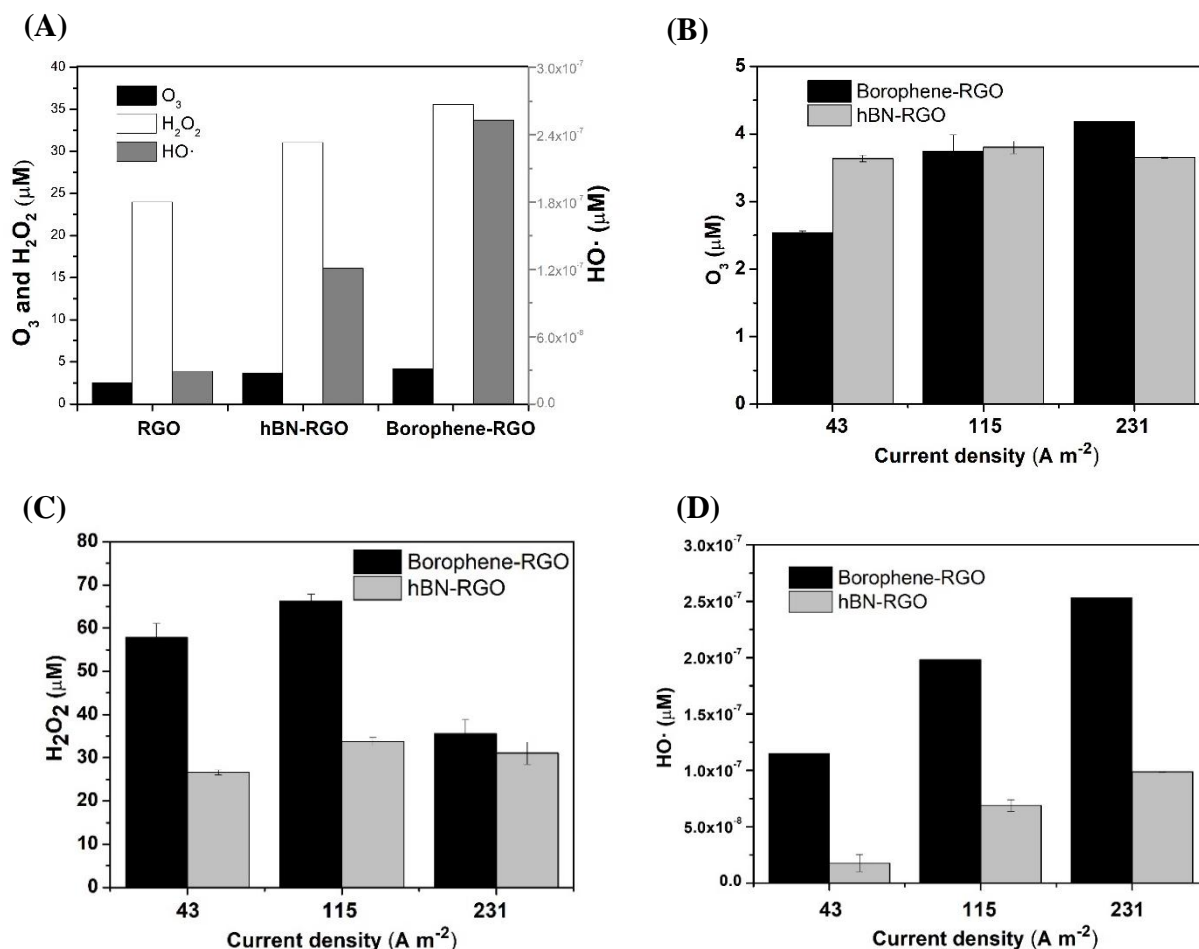 (A)
40
35
30
25
20
15
10
5
0
O₃ and H₂O₂ (μM)
O₃
H₂O₂
HO·
3.0x10⁻⁷
2.4x10⁻⁷
1.8x10⁻⁷
1.2x10⁻⁷
6.0x10⁻⁸
0.0
HO· (μM)
RGO hBN-RGO Borophene-RGO
(B)
5
4
3
2
1
0
O₃ (μM)
Borophene-RGO
hBN-RGO
43 115 231
Current density (A m⁻²)
(C)
80
70
60
50
40
30
20
10
0
H₂O₂ (μM)
Borophene-RGO
hBN-RGO
43 115 231
Current density (A m⁻²)
(D)
3.0x10⁻⁷
2.5x10⁻⁷
2.0x10⁻⁷
1.5x10⁻⁷
1.0x10⁻⁷
5.0x10⁻⁸
0.0
HO· (μM)
Borophene-RGO
hBN-RGO
43 115 231
Current density (A m⁻²)